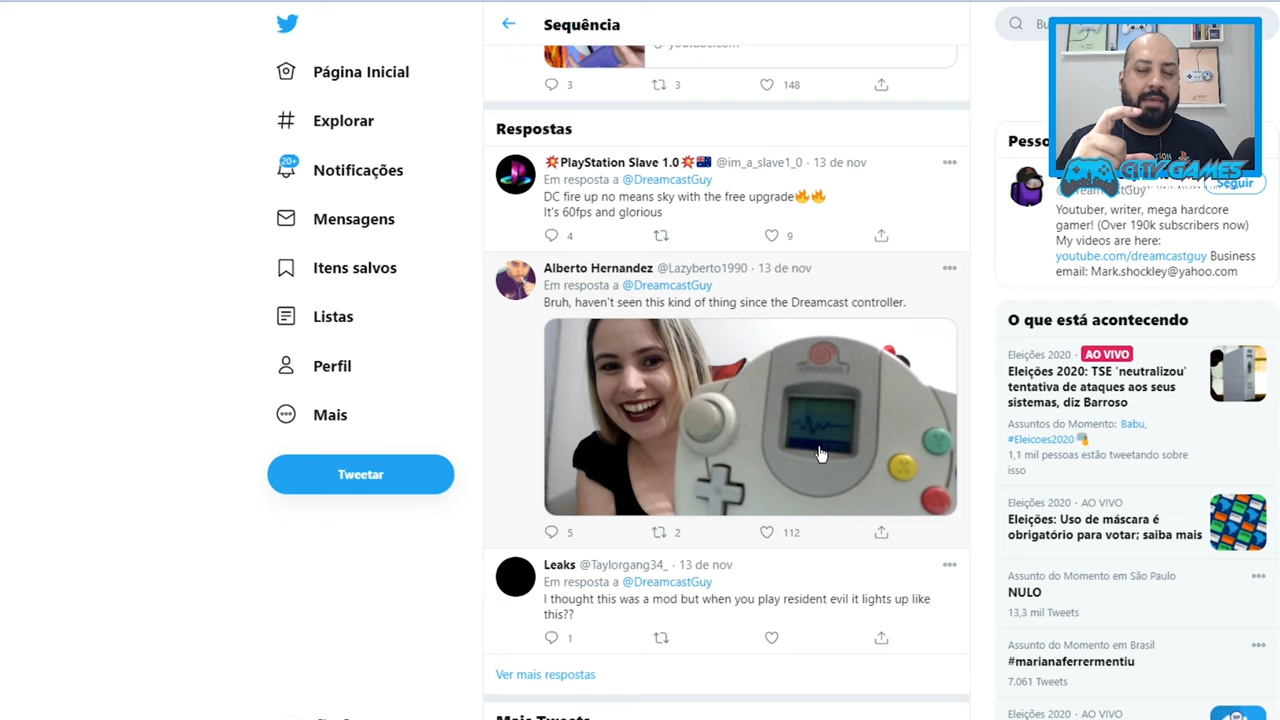 Sequência
youtube.com
3 3 148
Respostas
💥PlayStation Slave 1.0💥🇦🇺 @im_a_slave1_0 · 13 de nov
Em resposta a @DreamcastGuy
DC fire up no means sky with the free upgrade🔥🔥
It's 60fps and glorious
4 9
Alberto Hernandez @Lazyberto1990 · 13 de nov
Em resposta a @DreamcastGuy
Bruh, haven't seen this kind of thing since the Dreamcast controller.
Dreamcast
5 2 112
Leaks @Taylorgang34_ · 13 de nov
Em resposta a @DreamcastGuy
I thought this was a mod but when you play resident evil it lights up like
this??
1
Ver mais respostas
Mais Tweets
Página Inicial
Explorar
20+
Notificações
Mensagens
Itens salvos
Listas
Perfil
Mais
Tweetar
Bu
CITYGAMES
Seguir
Youtuber, writer, mega hardcore
gamer! (Over 190k subscribers now)
My videos are here:
youtube.com/dreamcastguy Business
email: Mark.shockley@yahoo.com
O que está acontecendo
Eleições 2020 · AO VIVO
Eleições 2020: TSE 'neutralizou'
tentativa de ataques aos seus
sistemas, diz Barroso
Assuntos do Momento: Babu,
#Eleicoes2020
1,1 mil pessoas estão tweetando sobre
isso
Eleições 2020 · AO VIVO
Eleições: Uso de máscara é
obrigatório para votar; saiba mais
Assunto do Momento em São Paulo
NULO
13,3 mil Tweets
Assunto do Momento em Brasil
#marianaferrermentiu
7.061 Tweets
Eleições 2020 · AO VIVO